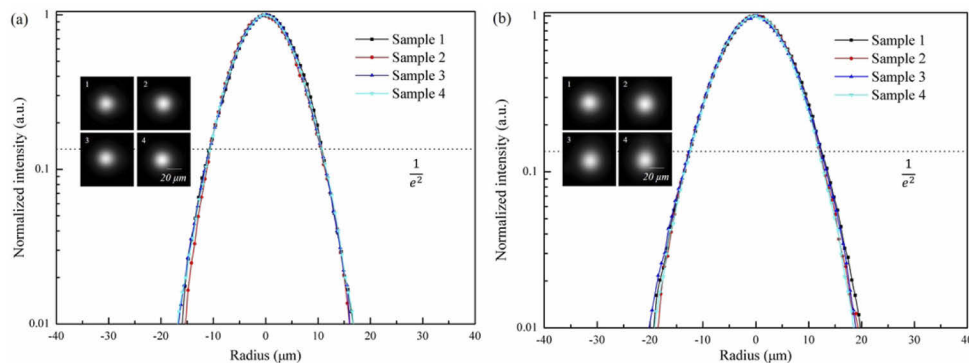 (a)
1
Sample 1
Sample 2
Sample 3
Sample 4
1
2
3
4
20 μm
0.1
1
e²
0.01
-40
-30
-20
-10
0
10
20
30
40
Radius (μm)
Normalized intensity (a.u.)
(b)
1
Sample 1
Sample 2
Sample 3
Sample 4
1
2
3
4
20 μm
0.1
1
e²
0.01
-40
-30
-20
-10
0
10
20
30
40
Radius (μm)
Normalized intensity (a.u.)